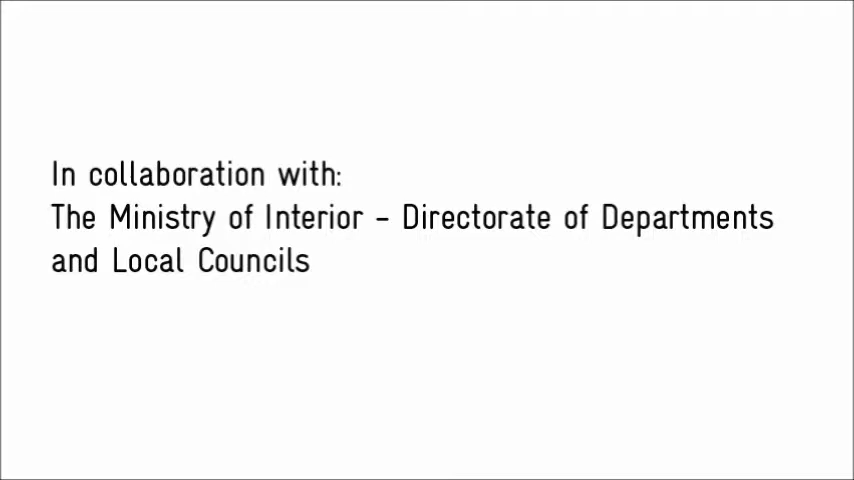 In collaboration with:
The Ministry of Interior - Directorate of Departments
and Local Councils